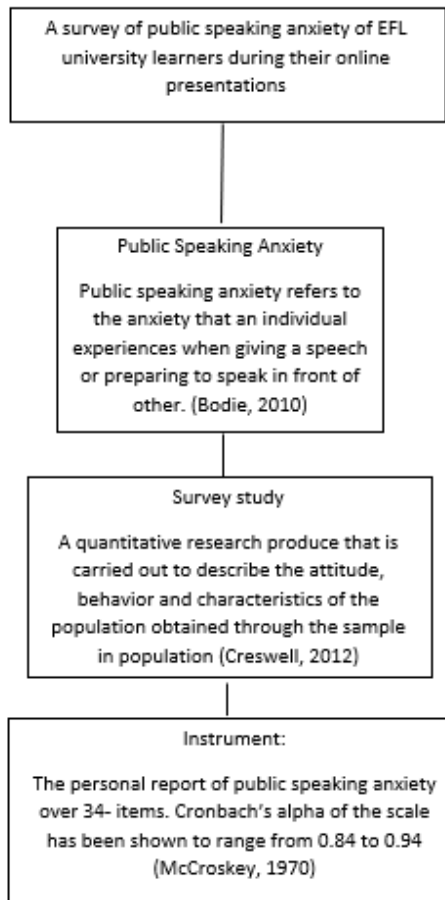 A survey of public speaking anxiety of EFL
university learners during their online
presentations
Public Speaking Anxiety
Public speaking anxiety refers to
the anxiety that an individual
experiences when giving a speech
or preparing to speak in front of
other. (Bodie, 2010)
Survey study
A quantitative research produce that is
carried out to describe the attitude,
behavior and characteristics of the
population obtained through the sample
in population (Creswell, 2012)
Instrument:
The personal report of public speaking anxiety
over 34- items. Cronbach's alpha of the scale
has been shown to range from 0.84 to 0.94
(McCroskey, 1970)